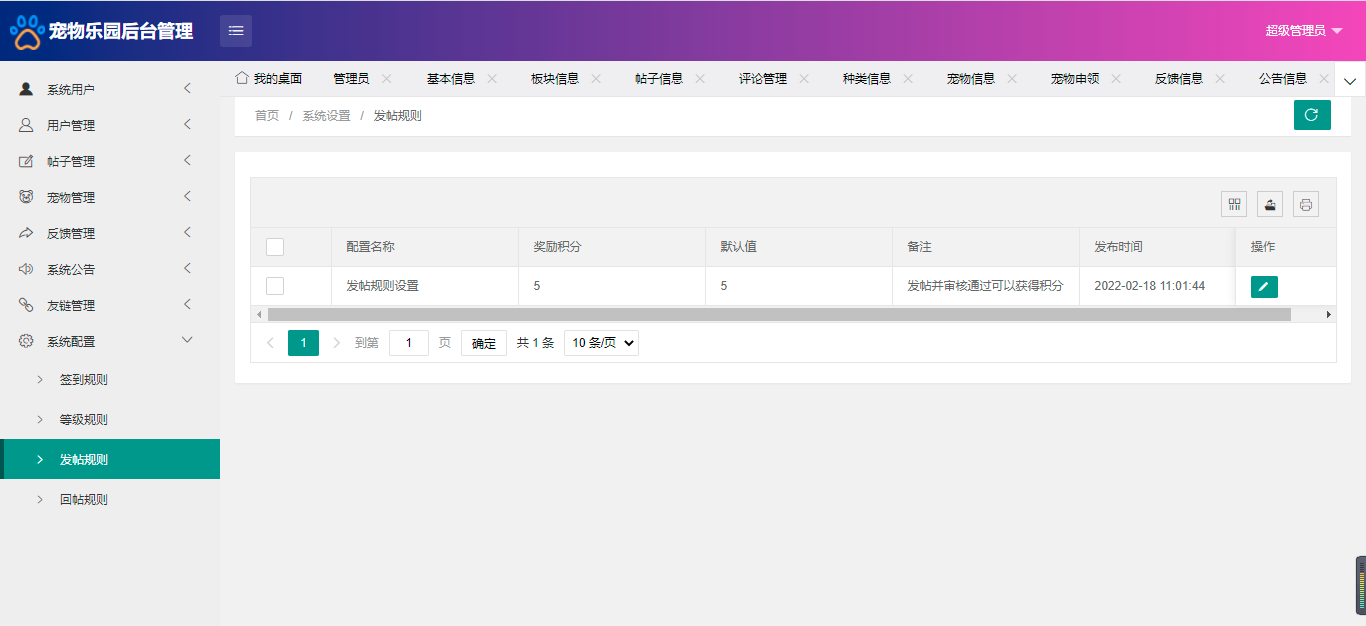 宠物乐园后台管理
超级管理员
我的桌面 管理员 基本信息 板块信息 帖子信息 评论管理 种类信息 宠物信息 宠物申领 反馈信息 公告信息
首页 / 系统设置 / 发帖规则
系统用户
用户管理
帖子管理
宠物管理
反馈管理
系统公告
友链管理
系统配置
签到规则
等级规则
发帖规则
回帖规则
配置名称 奖励积分 默认值 备注 发布时间 操作
发帖规则设置 5 5 发帖并审核通过可以获得积分 2022-02-18 11:01:44
1 到第 1 页 确定 共 1 条 10 条/页